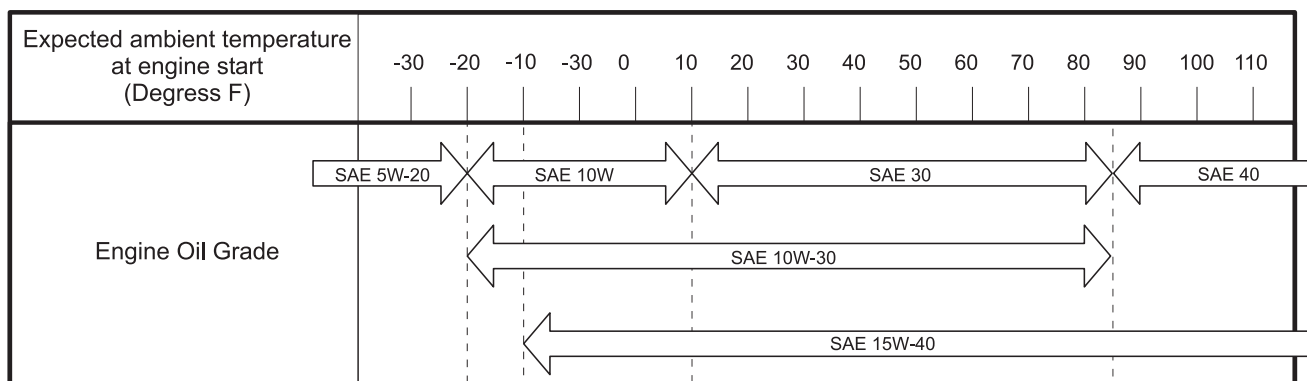 Expected ambient temperature
at engine start
(Degress F)
-30 -20 -10 -30 0 10 20 30 40 50 60 70 80 90 100 110
SAE 5W-20 SAE 10W SAE 30 SAE 40
Engine Oil Grade
SAE 10W-30
SAE 15W-40